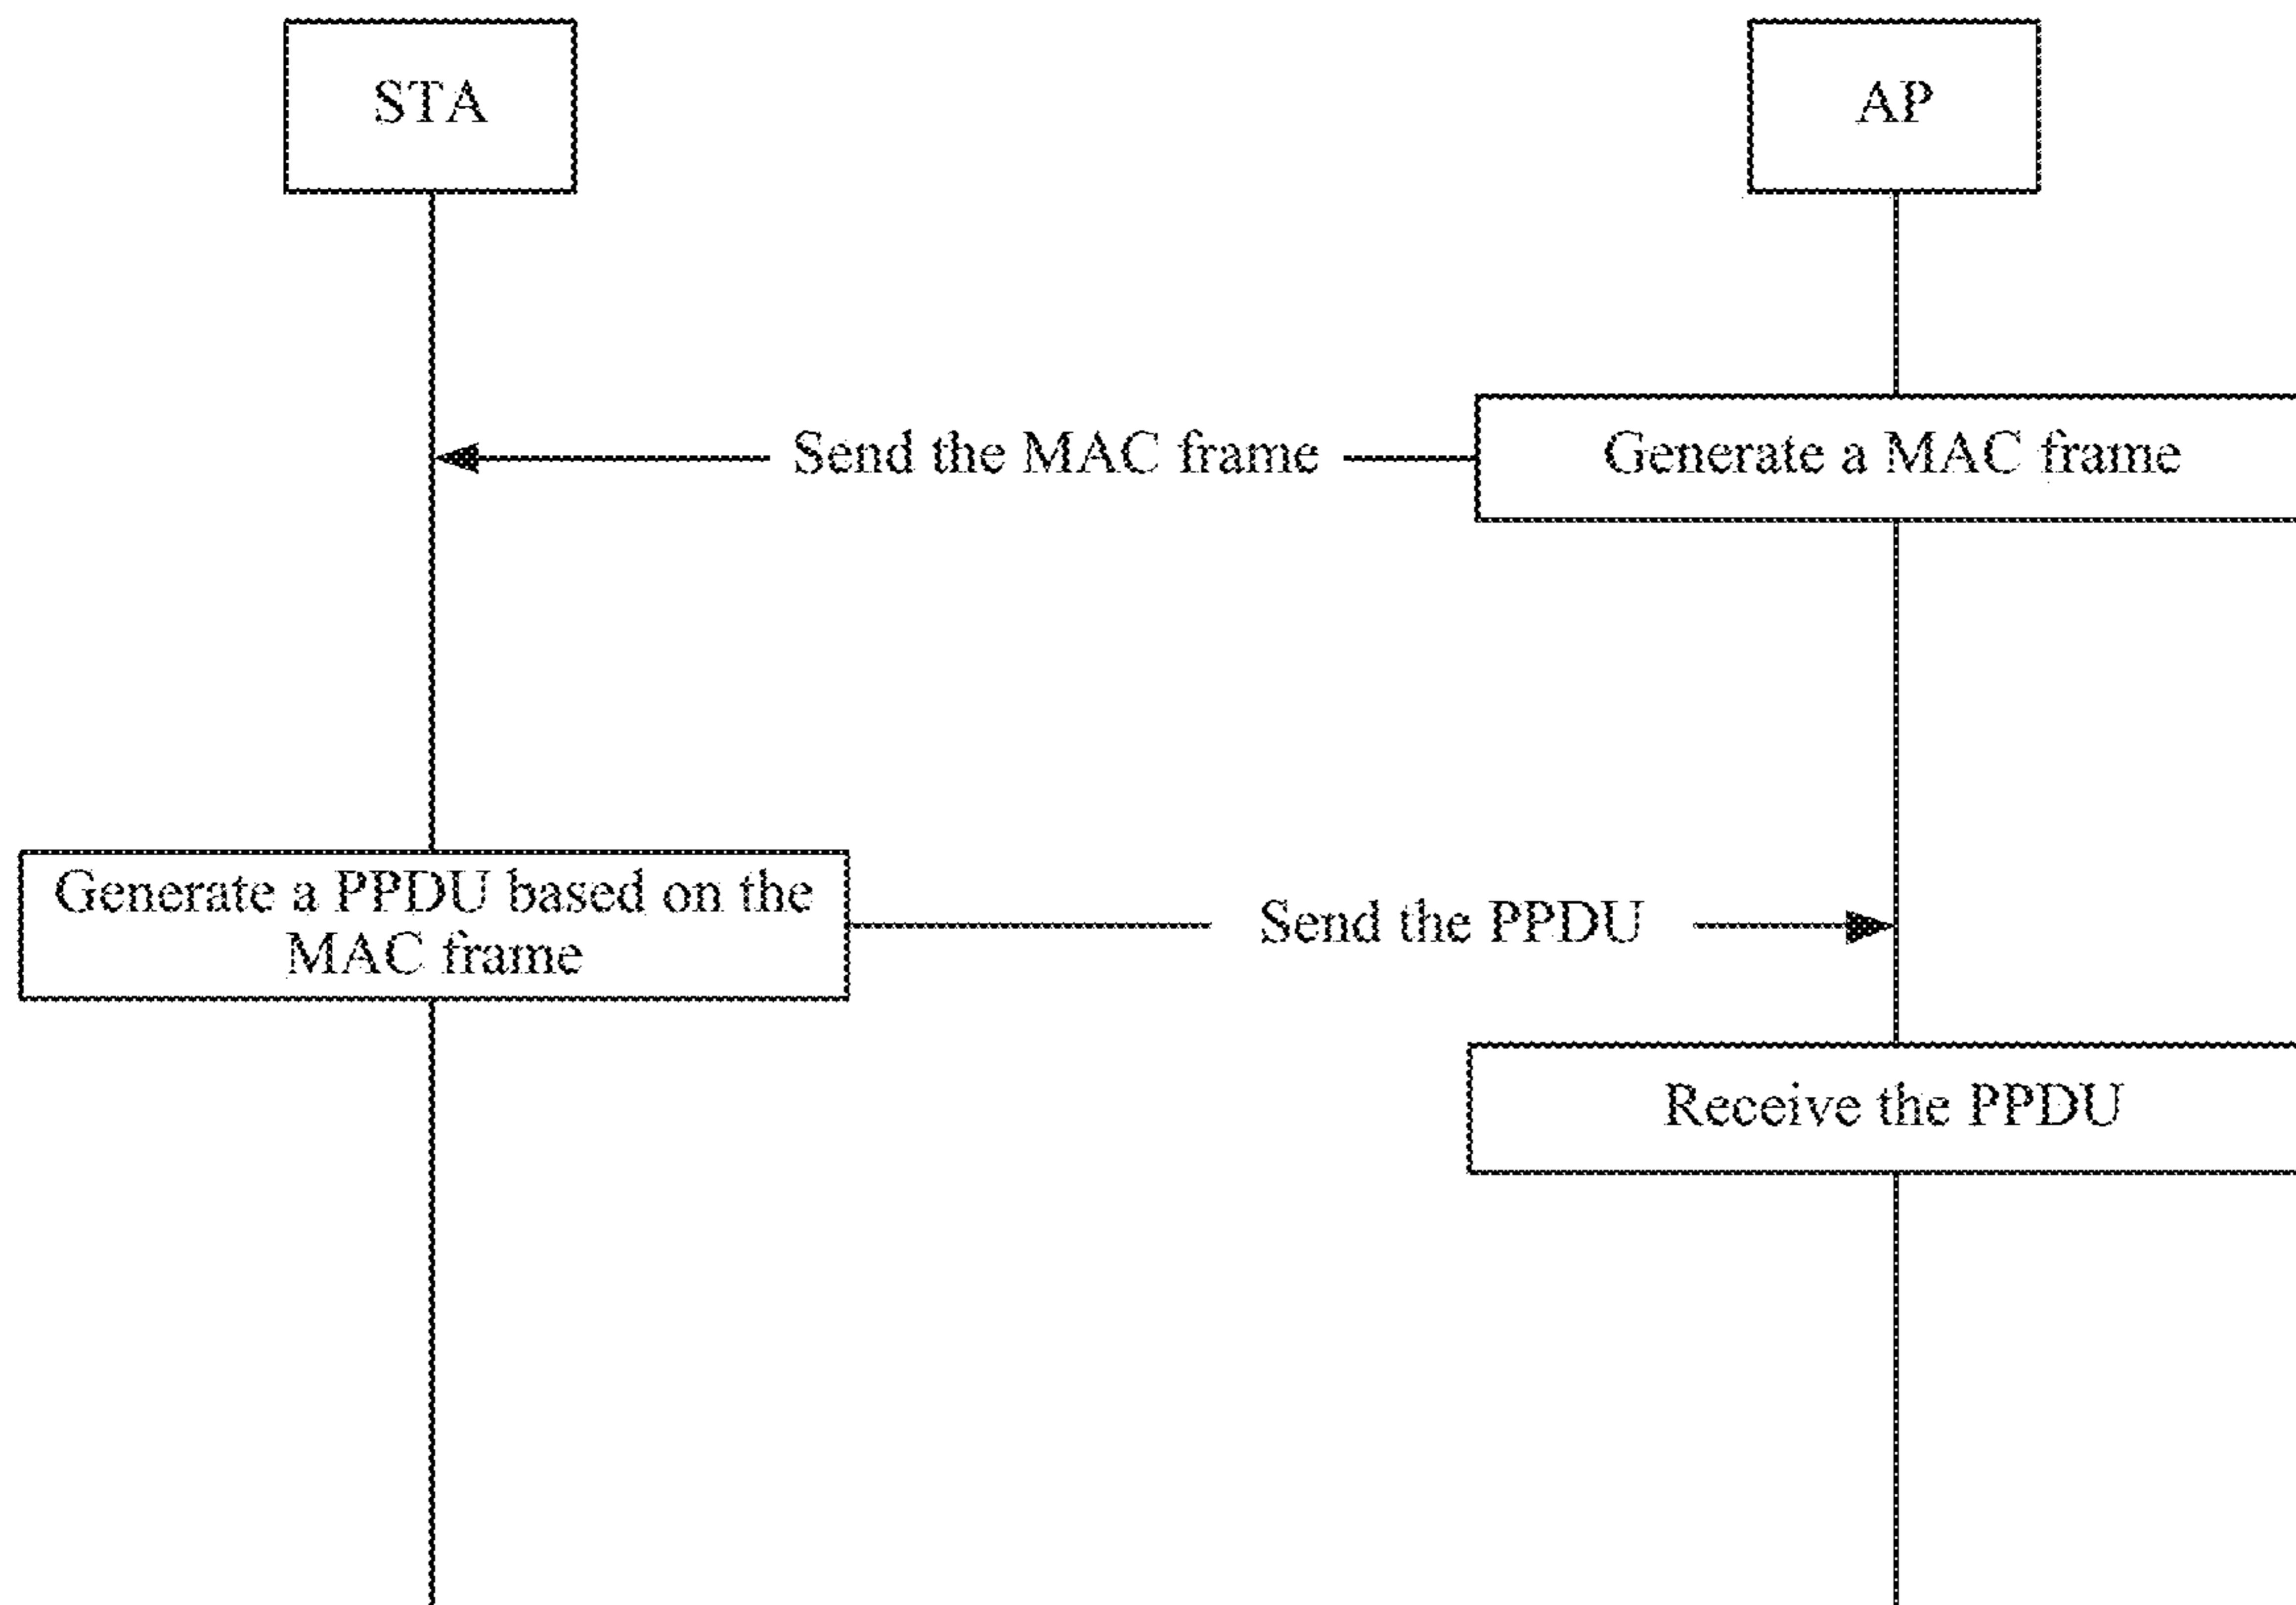 STA
AP
Send the MAC frame
Generate a MAC frame
Generate a PPDU based on the
MAC frame
Send the PPDU
Receive the PPDU